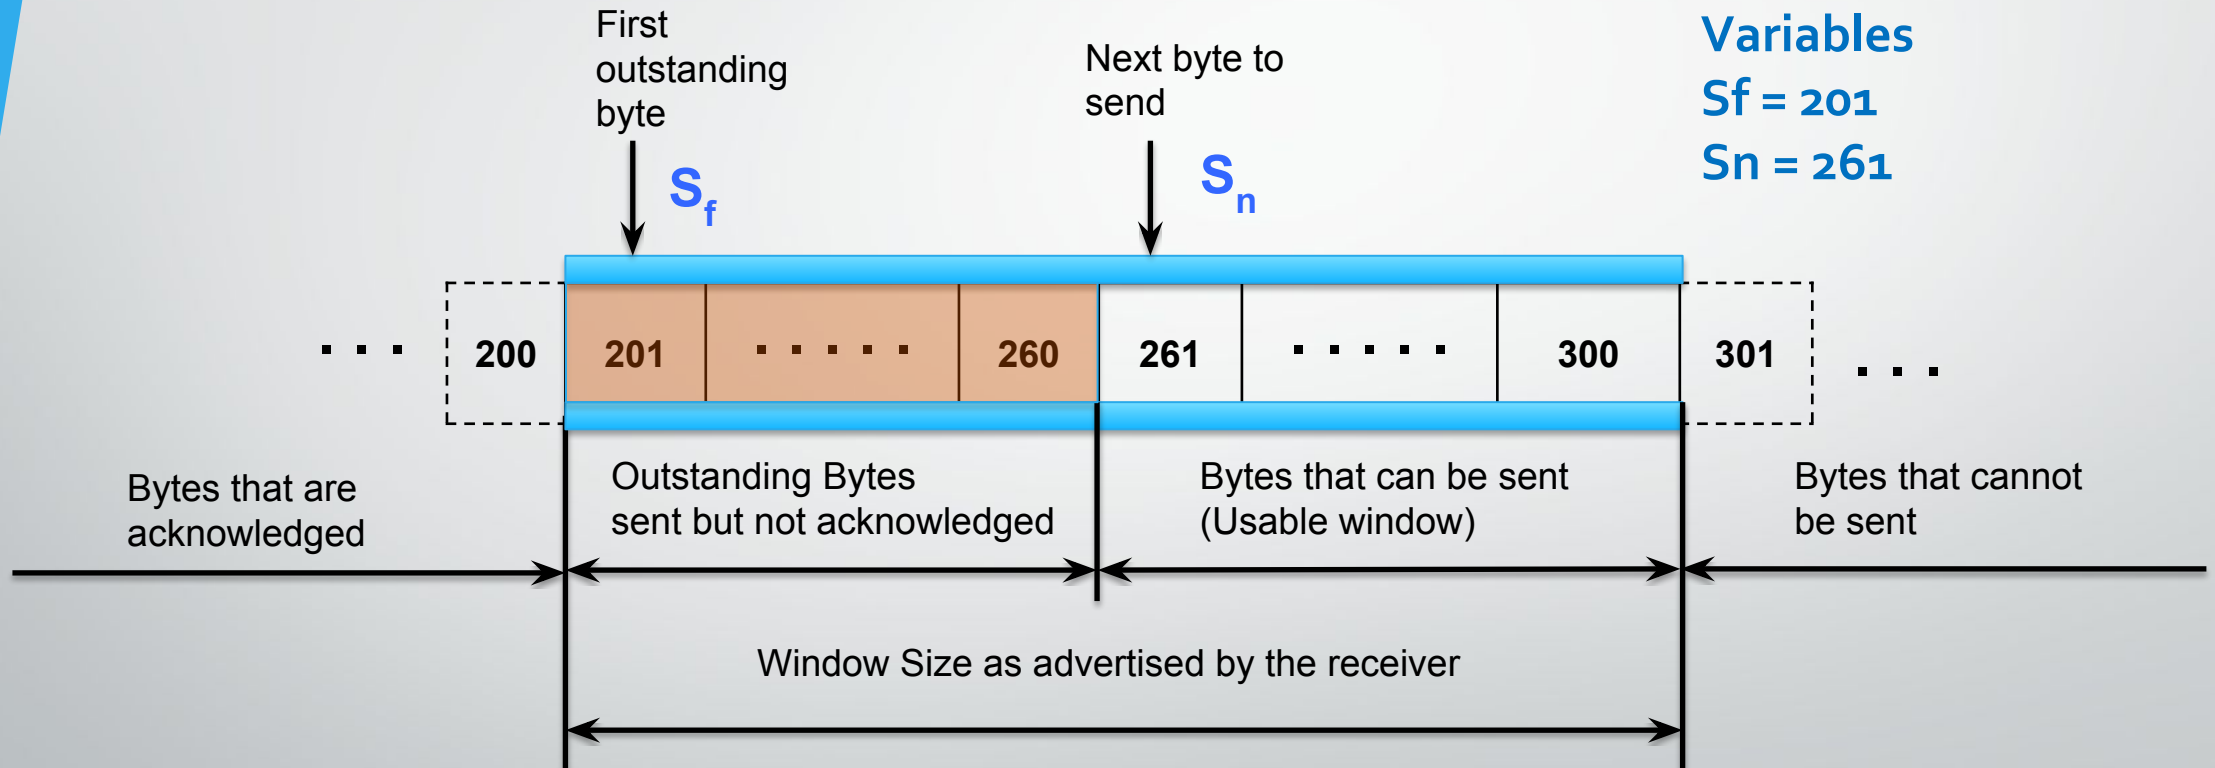 First
outstanding
byte
Next byte to
send
Variables
Sf = 201
Sn = 261
Sf
Sn
. . . 200 201 . . . . . 260 261 . . . . . 300 301 . . .
Bytes that are
acknowledged
Outstanding Bytes
sent but not acknowledged
Bytes that can be sent
(Usable window)
Bytes that cannot
be sent
Window Size as advertised by the receiver